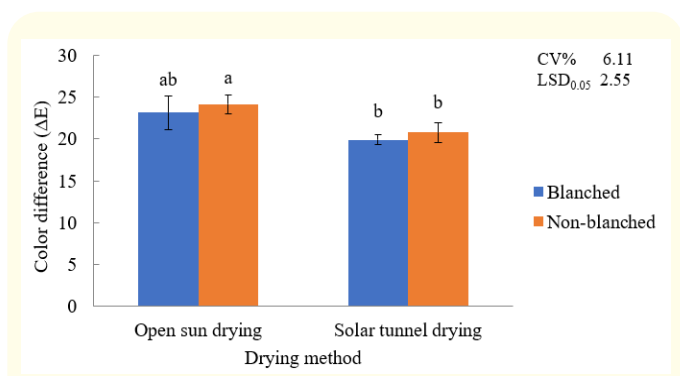 30
25
20
15
10
5
0
Color difference (ΔE)
ab
a
b
b
CV% 6.11
LSD0.05 2.55
Blanched
Non-blanched
Open sun drying
Solar tunnel drying
Drying method